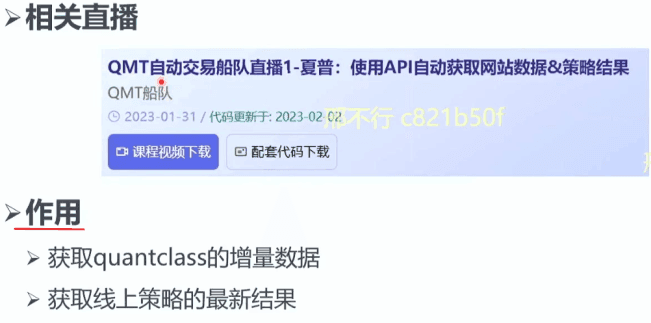 相关直播
QMT自动交易船队直播1-夏普：使用API自动获取网站数据&策略结果
QMT船队
2023-01-31 / 代码更新于: 2023-02-02
邢不行 c821b50f
课程视频下载 配套代码下载
作用
获取quantclass的增量数据
获取线上策略的最新结果